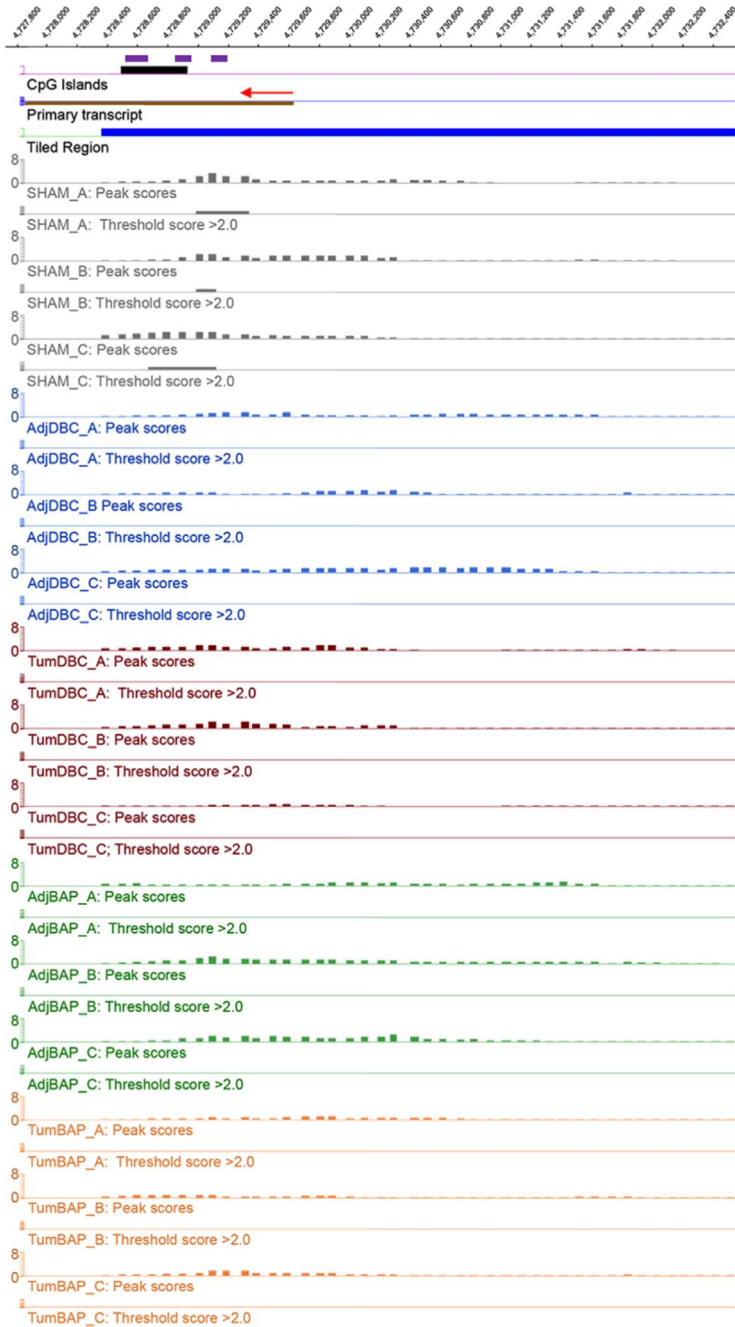 4,727,800 4,728,000 4,728,200 4,728,400 4,728,600 4,728,800 4,729,000 4,729,200 4,729,400 4,729,600 4,729,800 4,730,000 4,730,200 4,730,400 4,730,600 4,730,800 4,731,000 4,731,200 4,731,400 4,731,600 4,731,800 4,732,000 4,732,200 4,732,400
CpG Islands
Primary transcript
Tiled Region
8
0
SHAM_A: Peak scores
SHAM_A: Threshold score >2.0
8
0
SHAM_B: Peak scores
SHAM_B: Threshold score >2.0
8
0
SHAM_C: Peak scores
SHAM_C: Threshold score >2.0
8
0
AdjDBC_A: Peak scores
AdjDBC_A: Threshold score >2.0
8
0
AdjDBC_B Peak scores
AdjDBC_B: Threshold score >2.0
8
0
AdjDBC_C: Peak scores
AdjDBC_C: Threshold score >2.0
8
0
TumDBC_A: Peak scores
TumDBC_A: Threshold score >2.0
8
0
TumDBC_B: Peak scores
TumDBC_B: Threshold score >2.0
8
0
TumDBC_C: Peak scores
TumDBC_C; Threshold score >2.0
8
0
AdjBAP_A: Peak scores
AdjBAP_A: Threshold score >2.0
8
0
AdjBAP_B: Peak scores
AdjBAP_B: Threshold score >2.0
8
0
AdjBAP_C: Peak scores
AdjBAP_C: Threshold score >2.0
8
0
TumBAP_A: Peak scores
TumBAP_A: Threshold score >2.0
8
0
TumBAP_B: Peak scores
TumBAP_B: Threshold score >2.0
8
0
TumBAP_C: Peak scores
TumBAP_C: Threshold score >2.0